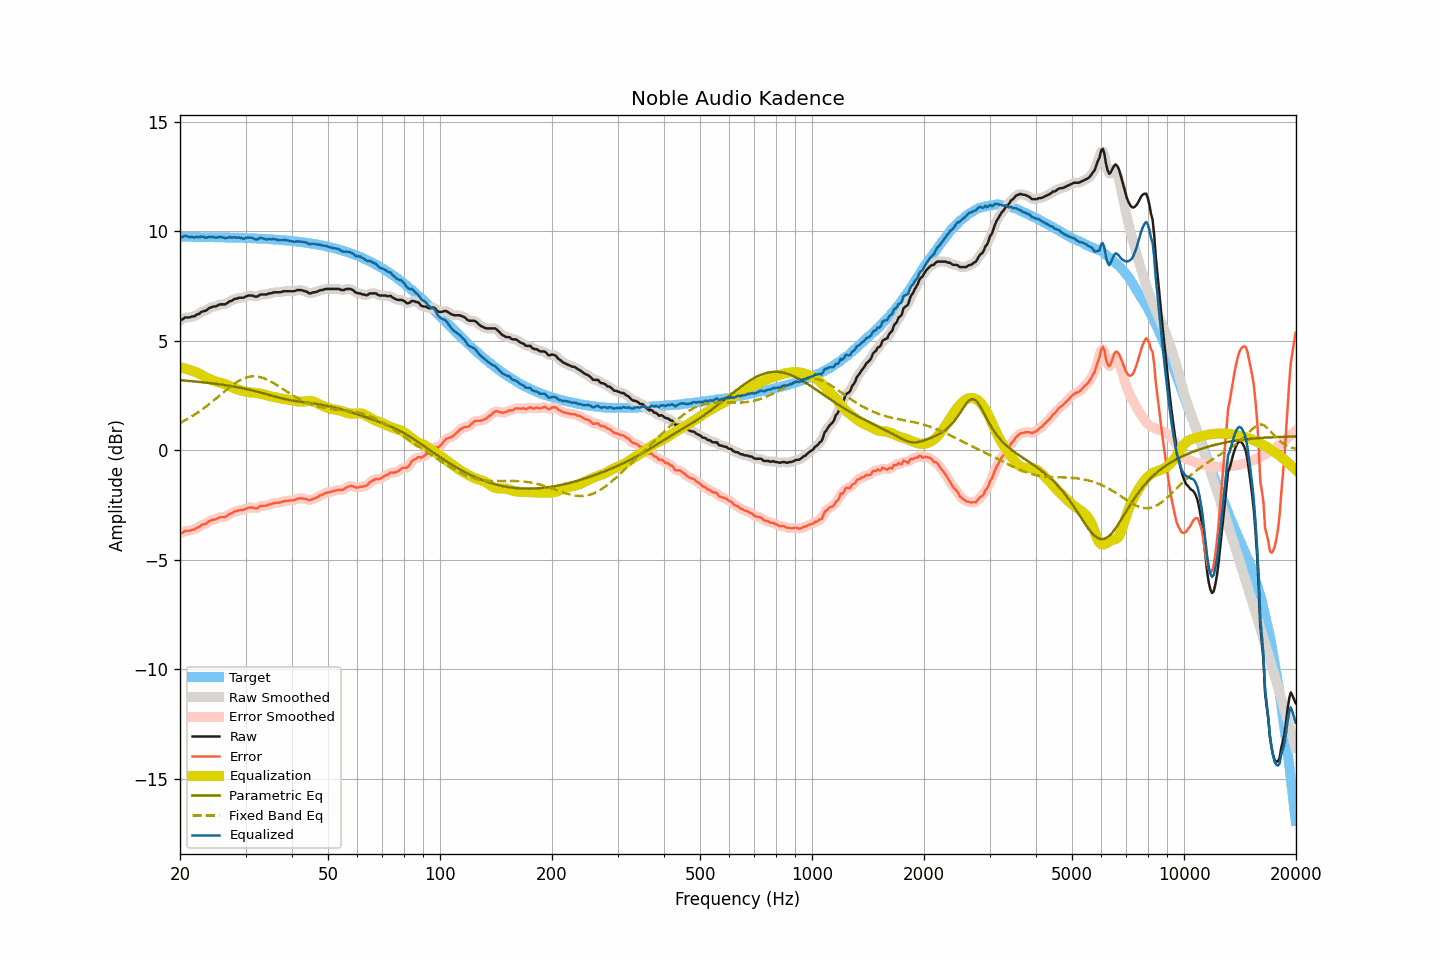 Noble Audio Kadence
15
10
5
0
−5
−10
−15
Amplitude (dBr)
Target
Raw Smoothed
Error Smoothed
Raw
Error
Equalization
Parametric Eq
Fixed Band Eq
Equalized
20 50 100 200 500 1000 2000 5000 10000 20000
Frequency (Hz)